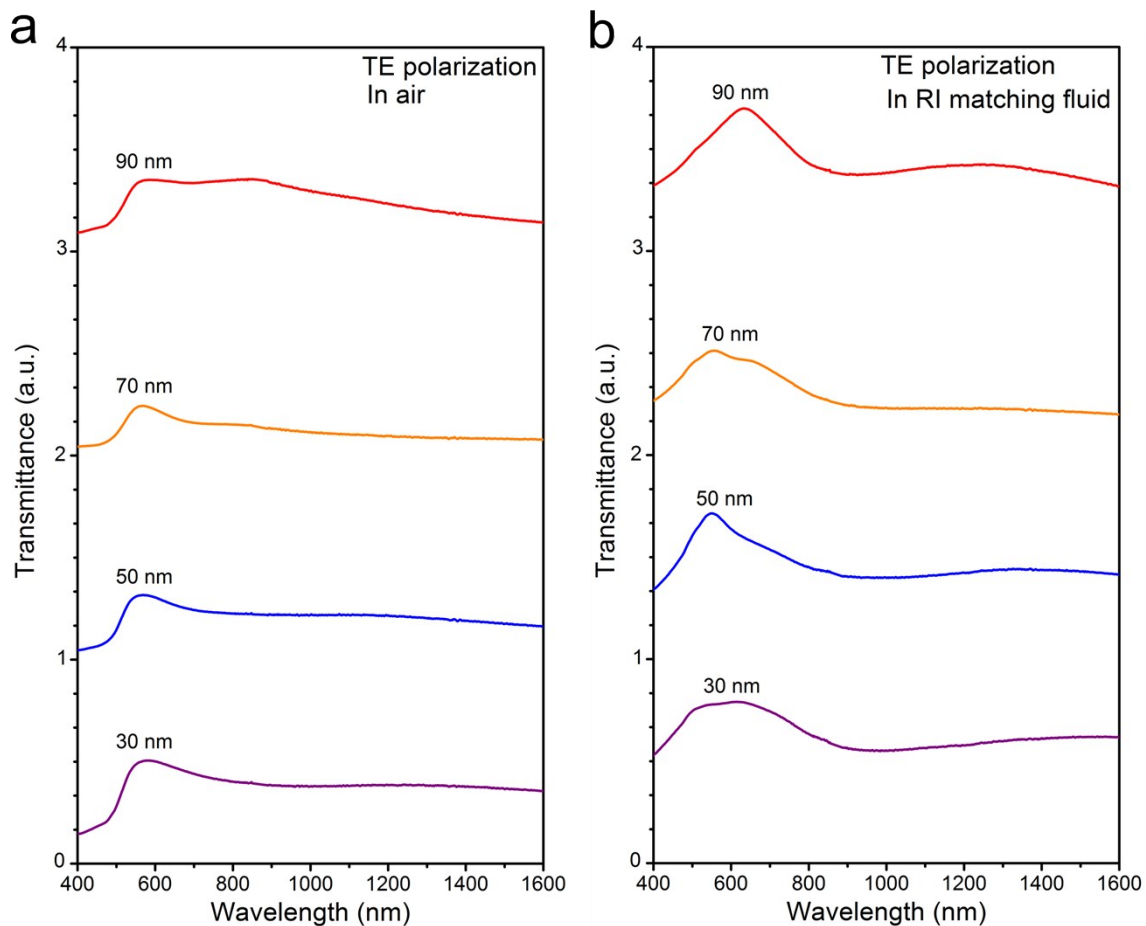 a
TE polarization
In air
90 nm
70 nm
50 nm
30 nm
4
3
2
1
0
Transmittance (a.u.)
400 600 800 1000 1200 1400 1600
Wavelength (nm)
b
TE polarization
In RI matching fluid
90 nm
70 nm
50 nm
30 nm
4
3
2
1
0
Transmittance (a.u.)
400 600 800 1000 1200 1400 1600
Wavelength (nm)